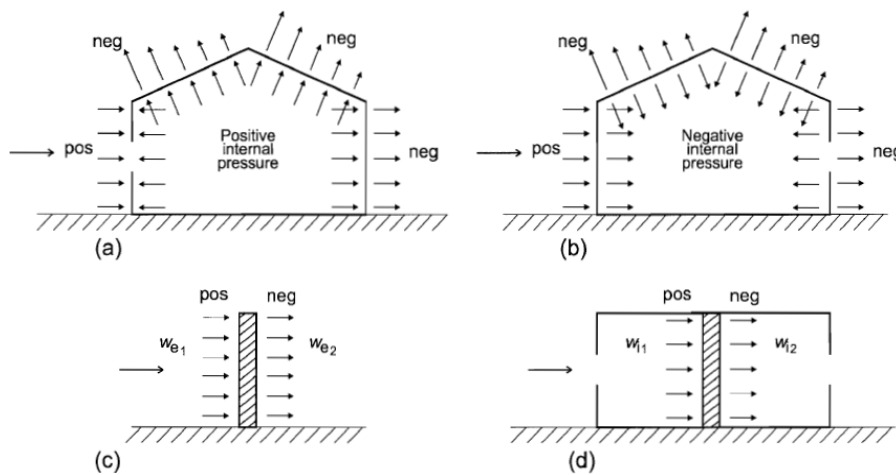 neg
neg
pos
Positive
internal
pressure
neg
(a)
neg
neg
pos
Negative
internal
pressure
neg
(b)
pos
neg
We1
We2
(c)
pos
neg
Wi1
Wi2
(d)